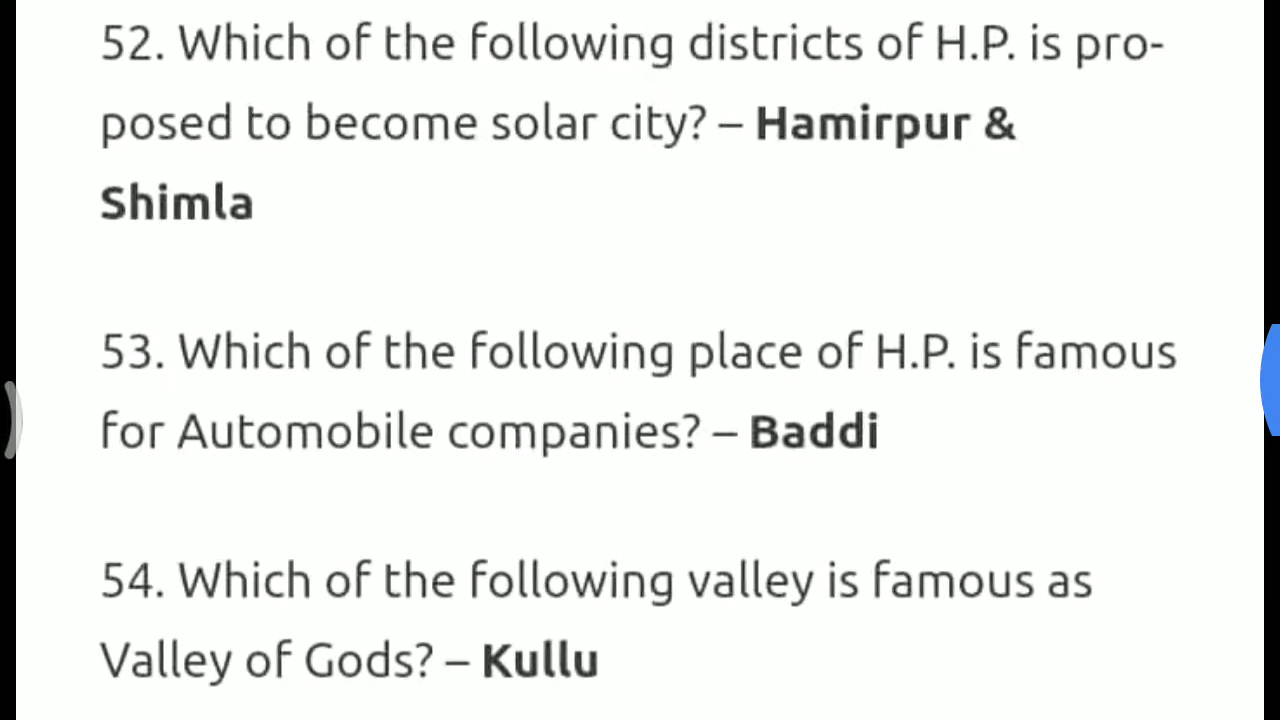 52. Which of the following districts of H.P. is pro-
posed to become solar city? – Hamirpur &
Shimla
53. Which of the following place of H.P. is famous
for Automobile companies? – Baddi
54. Which of the following valley is famous as
Valley of Gods? – Kullu